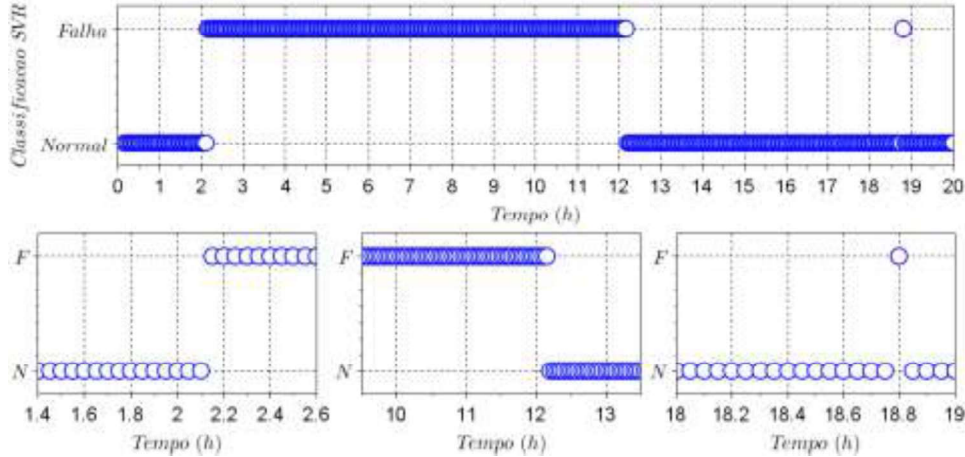 Classificacao SVR
Falha
Normal
0 1 2 3 4 5 6 7 8 9 10 11 12 13 14 15 16 17 18 19 20
Tempo (h)
F
N
1.4 1.6 1.8 2 2.2 2.4 2.6
Tempo (h)
F
N
10 11 12 13
Tempo (h)
F
N
18 18.2 18.4 18.6 18.8 19
Tempo (h)